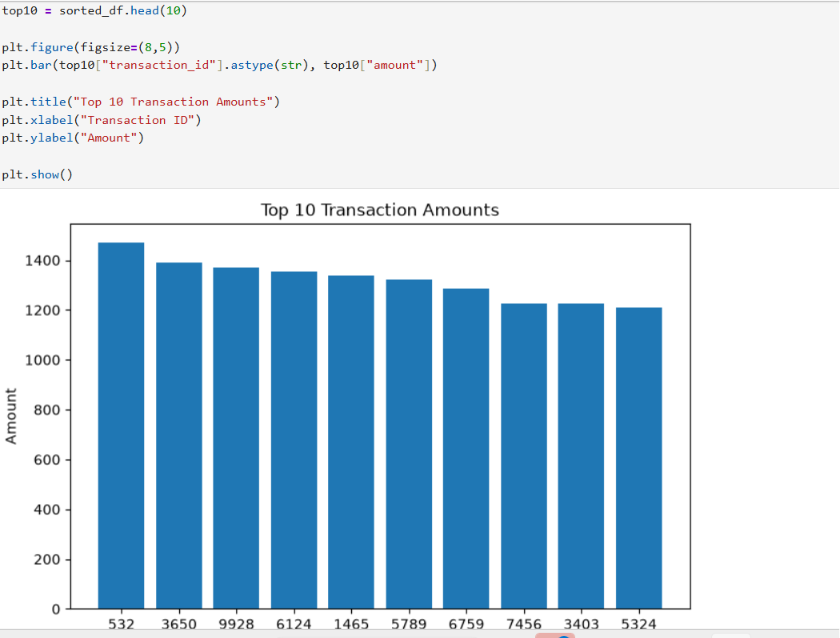 top10 = sorted_df.head(10)
plt.figure(figsize=(8,5))
plt.bar(top10["transaction_id"].astype(str), top10["amount"])
plt.title("Top 10 Transaction Amounts")
plt.xlabel("Transaction ID")
plt.ylabel("Amount")
plt.show()
Top 10 Transaction Amounts
Amount
1400
1200
1000
800
600
400
200
0
532 3650 9928 6124 1465 5789 6759 7456 3403 5324